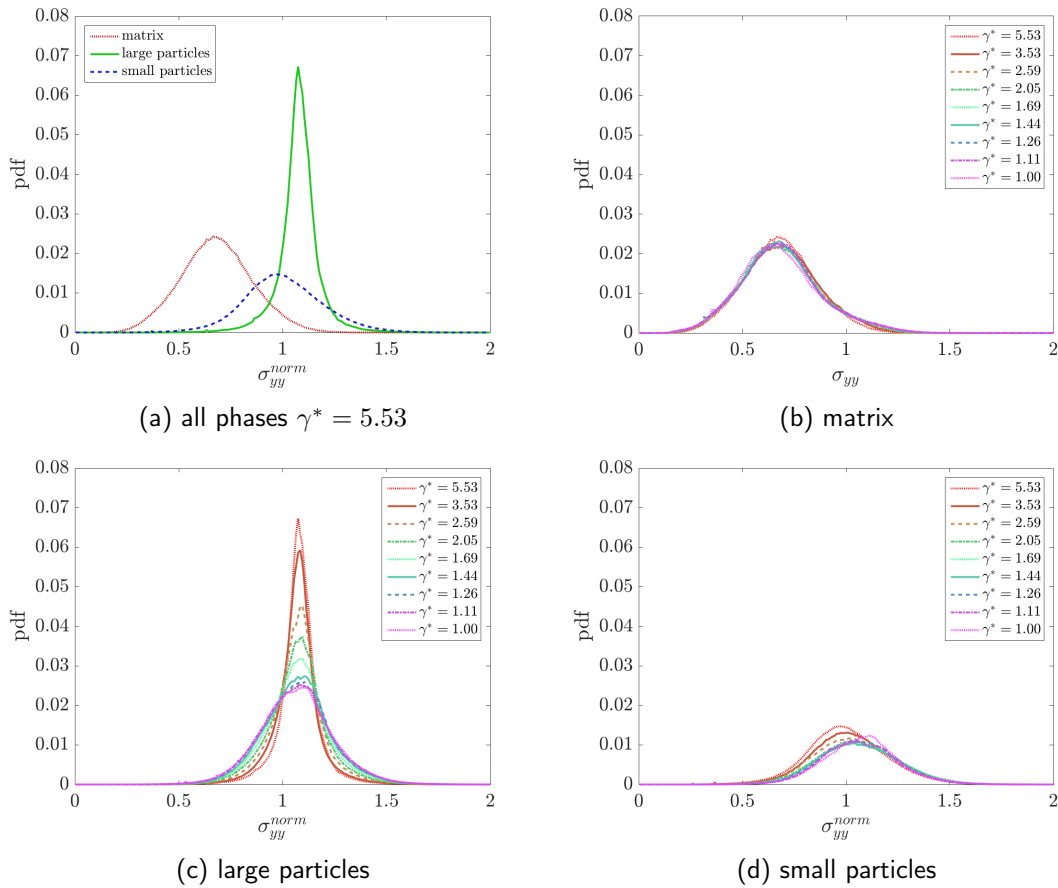 0.08
0.07
0.06
0.05
0.04
0.03
0.02
0.01
0
pdf
matrix
large particles
small particles
0 0.5 1 1.5 2
σ_{yy}^{norm}
(a) all phases γ* = 5.53
0.08
0.07
0.06
0.05
0.04
0.03
0.02
0.01
0
pdf
γ* = 5.53
γ* = 3.53
γ* = 2.59
γ* = 2.05
γ* = 1.69
γ* = 1.44
γ* = 1.26
γ* = 1.11
γ* = 1.00
0 0.5 1 1.5 2
σ_{yy}
(b) matrix
0.08
0.07
0.06
0.05
0.04
0.03
0.02
0.01
0
pdf
γ* = 5.53
γ* = 3.53
γ* = 2.59
γ* = 2.05
γ* = 1.69
γ* = 1.44
γ* = 1.26
γ* = 1.11
γ* = 1.00
0 0.5 1 1.5 2
σ_{yy}^{norm}
(c) large particles
0.08
0.07
0.06
0.05
0.04
0.03
0.02
0.01
0
pdf
γ* = 5.53
γ* = 3.53
γ* = 2.59
γ* = 2.05
γ* = 1.69
γ* = 1.44
γ* = 1.26
γ* = 1.11
γ* = 1.00
0 0.5 1 1.5 2
σ_{yy}^{norm}
(d) small particles